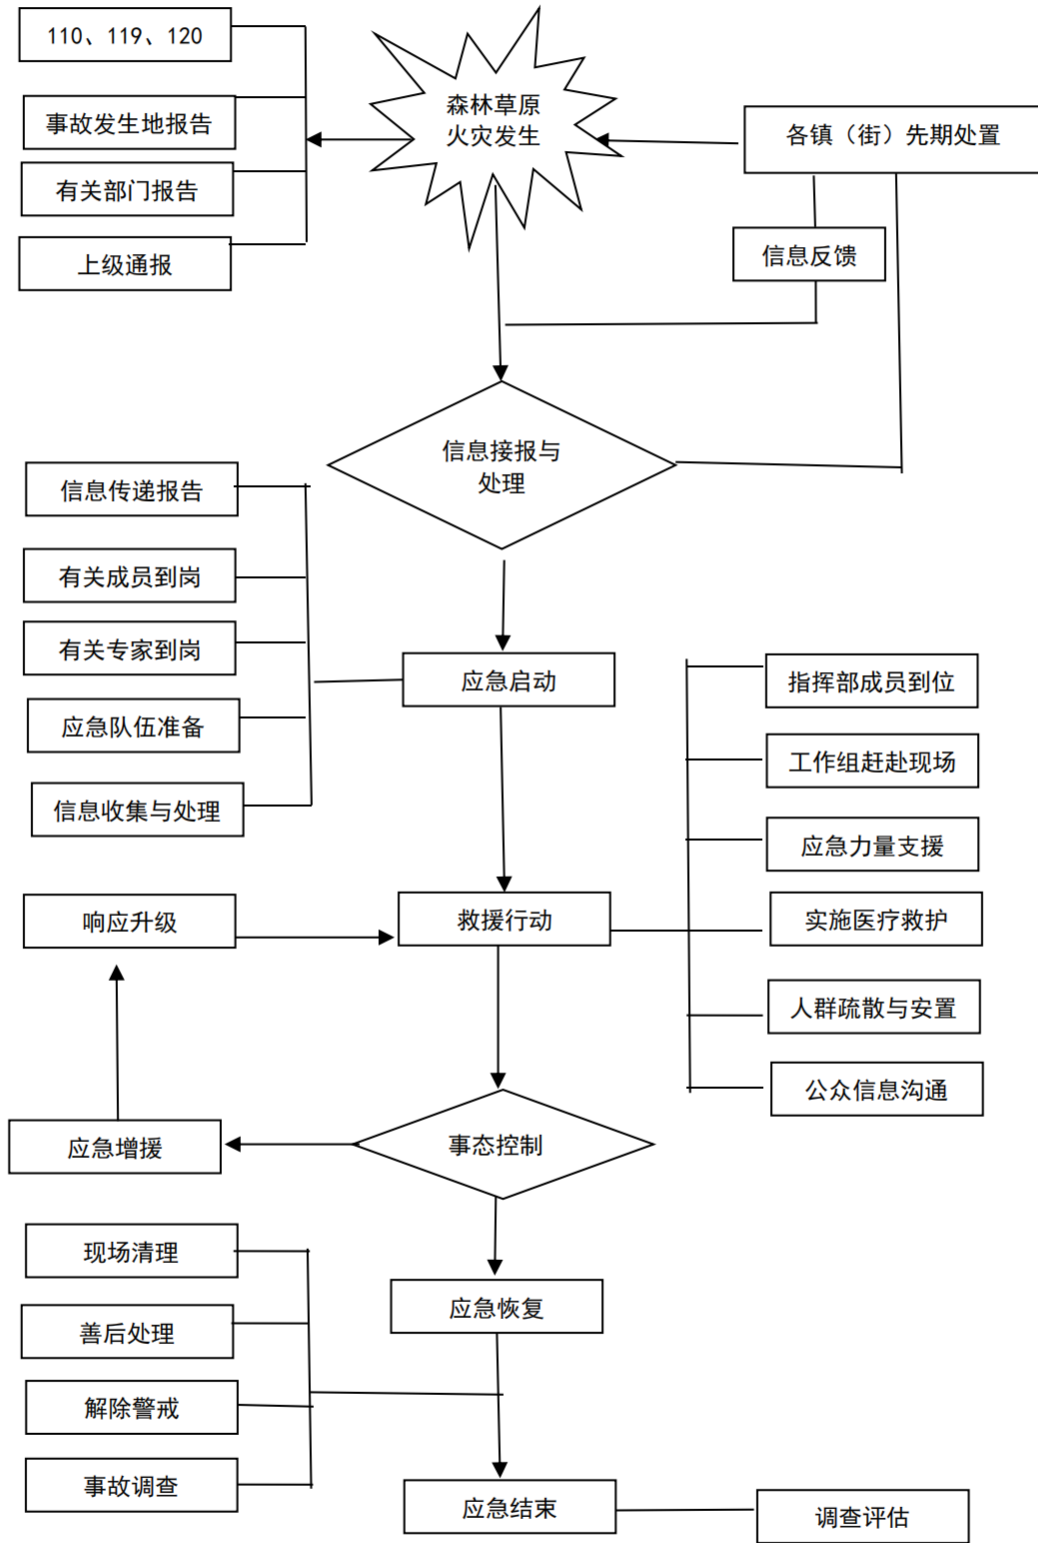 110、119、120
事故发生地报告
有关部门报告
上级通报
森林草原
火灾发生
各镇（街）先期处置
信息反馈
信息接报与
处理
信息传递报告
有关成员到岗
有关专家到岗
应急队伍准备
信息收集与处理
应急启动
指挥部成员到位
工作组赶赴现场
应急力量支援
实施医疗救护
人群疏散与安置
公众信息沟通
响应升级
救援行动
应急增援
事态控制
现场清理
善后处理
解除警戒
事故调查
应急恢复
应急结束
调查评估